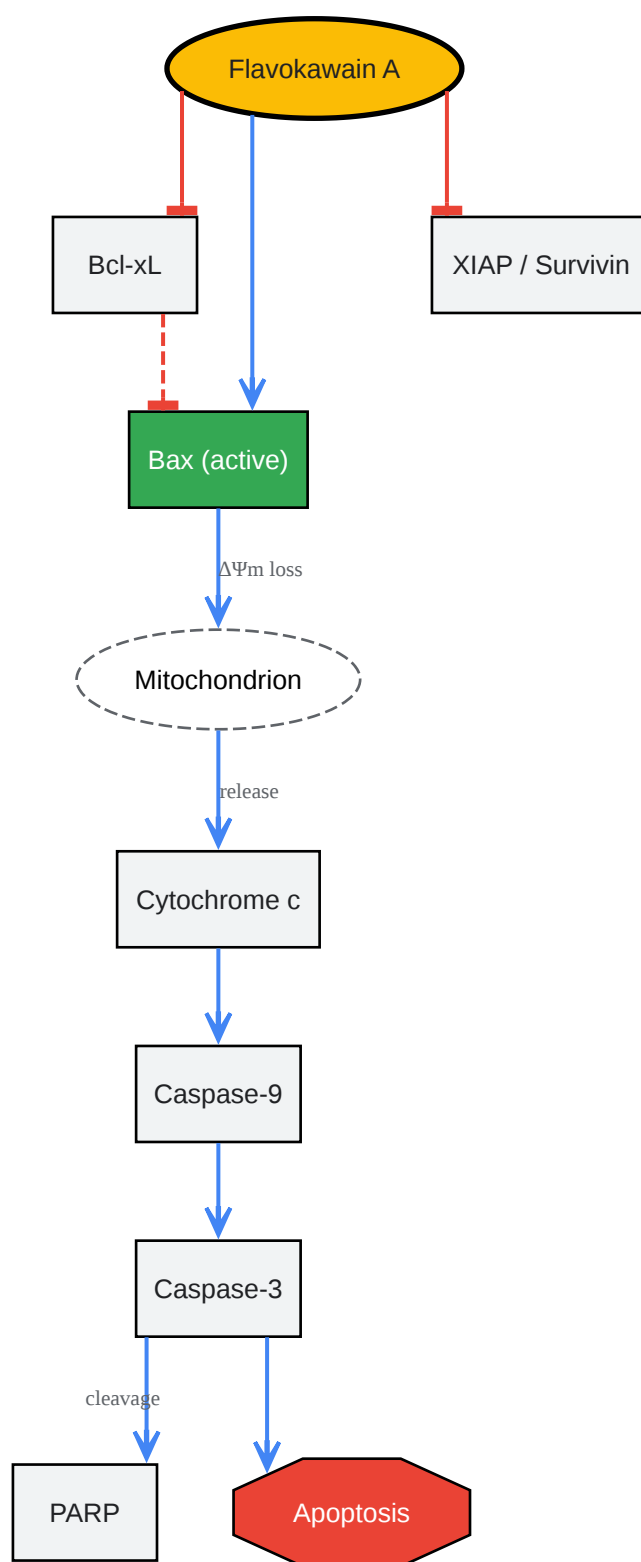 Flavokawain A
Bcl-xL
XIAP / Survivin
Bax (active)
ΔΨm loss
Mitochondrion
release
Cytochrome c
Caspase-9
Caspase-3
cleavage
PARP
Apoptosis